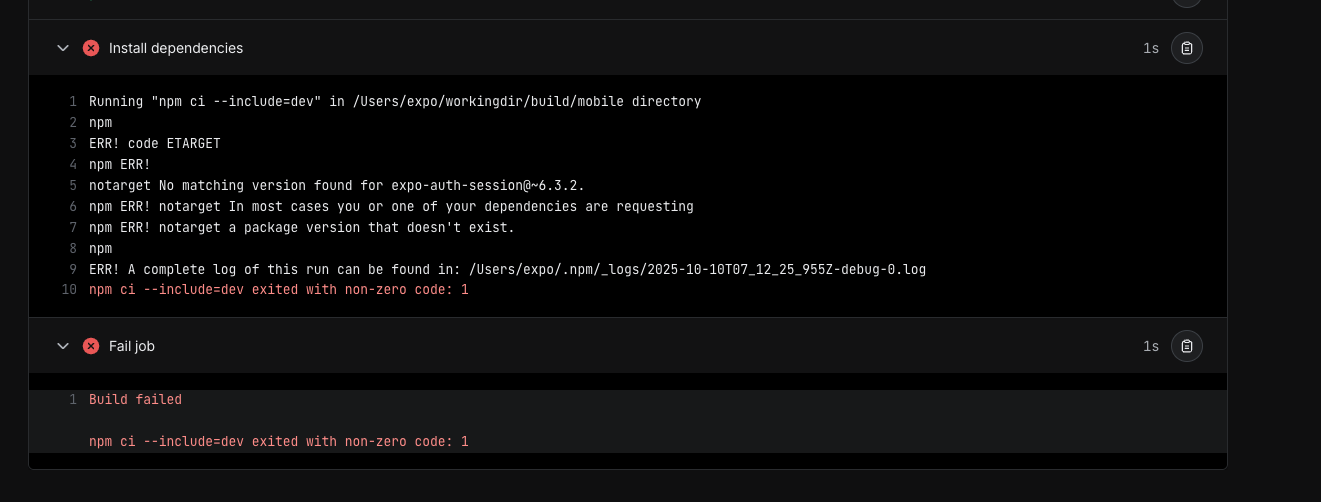 Install dependencies 1s
1 Running "npm ci --include=dev" in /Users/expo/workingdir/build/mobile directory
2 npm
3 ERR! code ETARGET
4 npm ERR!
5 notarget No matching version found for expo-auth-session@~6.3.2.
6 npm ERR! notarget In most cases you or one of your dependencies are requesting
7 npm ERR! notarget a package version that doesn't exist.
8 npm
9 ERR! A complete log of this run can be found in: /Users/expo/.npm/_logs/2025-10-10T07_12_25_955Z-debug-0.log
10 npm ci --include=dev exited with non-zero code: 1
Fail job 1s
1 Build failed
npm ci --include=dev exited with non-zero code: 1